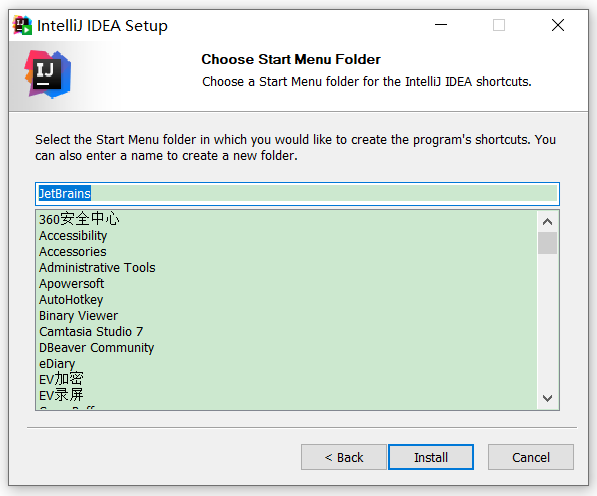 IntelliJ IDEA Setup
IJ
Choose Start Menu Folder
Choose a Start Menu folder for the IntelliJ IDEA shortcuts.
Select the Start Menu folder in which you would like to create the program's shortcuts. You
can also enter a name to create a new folder.
JetBrains
360安全中心
Accessibility
Accessories
Administrative Tools
Apowersoft
AutoHotkey
Binary Viewer
Camtasia Studio 7
DBeaver Community
eDiary
EV加密
EV录屏
< Back
Install
Cancel